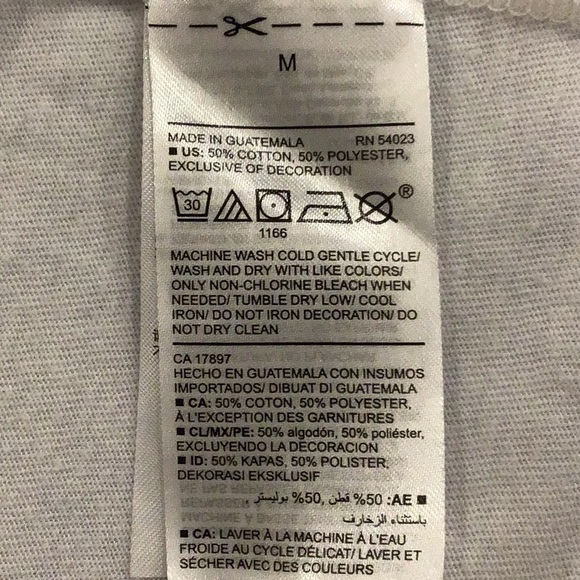 M
MADE IN GUATEMALA RN 54023
■ US: 50% COTTON, 50% POLYESTER,
EXCLUSIVE OF DECORATION
30
®
1166
MACHINE WASH COLD GENTLE CYCLE/
WASH AND DRY WITH LIKE COLORS/
ONLY NON-CHLORINE BLEACH WHEN
NEEDED/ TUMBLE DRY LOW/ COOL
IRON/ DO NOT IRON DECORATION/ DO
NOT DRY CLEAN
CA 17897
HECHO EN GUATEMALA CON INSUMOS
IMPORTADOS/ DIBUAT DI GUATEMALA
■ CA: 50% COTON, 50% POLYESTER,
À L'EXCEPTION DES GARNITURES
■ CL/MX/PE: 50% algodón, 50% poliéster,
EXCLUYENDO LA DECORACION
■ ID: 50% KAPAS, 50% POLISTER,
DEKORASI EKSKLUSIF
■ AE: 50% قطن, 50% بوليستر ,
باستثناء الزخارف
■ CA: LAVER À LA MACHINE À L'EAU
FROIDE AU CYCLE DÉLICAT/ LAVER ET
SÉCHER AVEC DES COULEURS